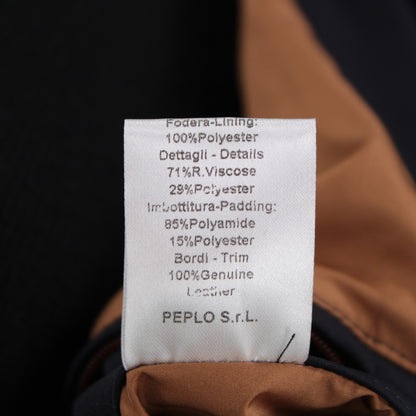 Fodera-Lining:
100%Polyester
Dettagli - Details
71%R.Viscose
29%Polyester
Imbottitura-Padding:
85%Polyamide
15%Polyester
Bordi - Trim
100%Genuine
Leather
PEPLO S.r.L.